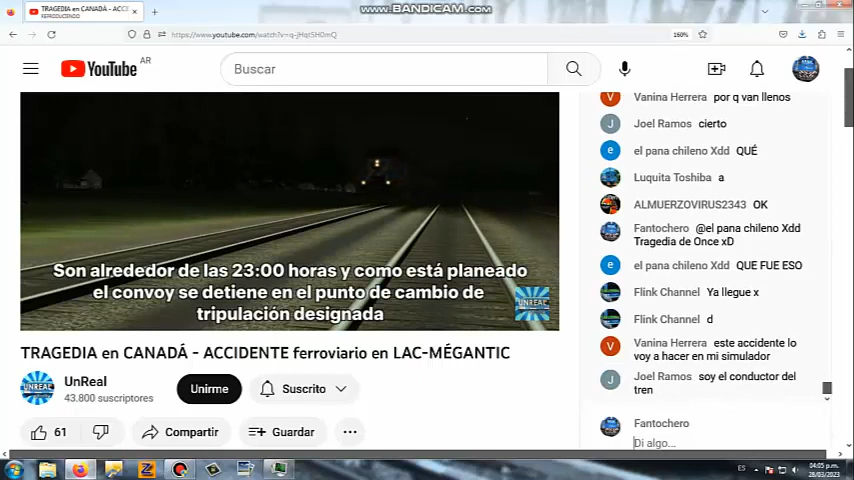 WWW.BANDICAM.COM
TRAGEDIA en CANADÁ - ACCIDE
REPRODUCIENDO
https://www.youtube.com/watch?v=q-jHqt5H0mQ
160%
YouTube
AR
Buscar
Son alrededor de las 23:00 horas y como está planeado
el convoy se detiene en el punto de cambio de
tripulación designada
UNREAL
TRAGEDIA en CANADÁ - ACCIDENTE ferroviario en LAC-MÉGANTIC
UNREAL
UnReal
43.800 suscriptores
Unirme
Suscrito
61
Compartir
Guardar
V Vanina Herrera por q van llenos
J Joel Ramos cierto
e el pana chileno Xdd QUÉ
Luquita Toshiba a
ALMUERZOVIRUS2343 OK
Fantochero @el pana chileno Xdd
Tragedia de Once xD
e el pana chileno Xdd QUE FUE ESO
Flink Channel Ya llegue x
Flink Channel d
V Vanina Herrera este accidente lo
voy a hacer en mi simulador
J Joel Ramos soy el conductor del
tren
Fantochero
Di algo...
ES
04:05 p.m.
28/03/2023